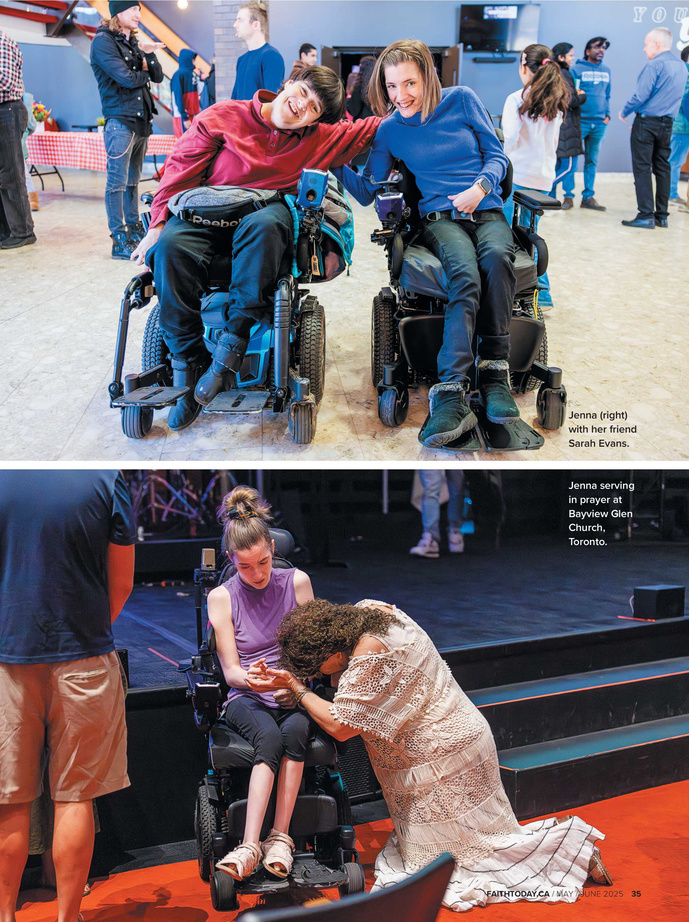 YOU
Reebok
Jenna (right)
with her friend
Sarah Evans.
Jenna serving
in prayer at
Bayview Glen
Church,
Toronto.
FAITHTODAY.CA / MAY / JUNE 2025 35